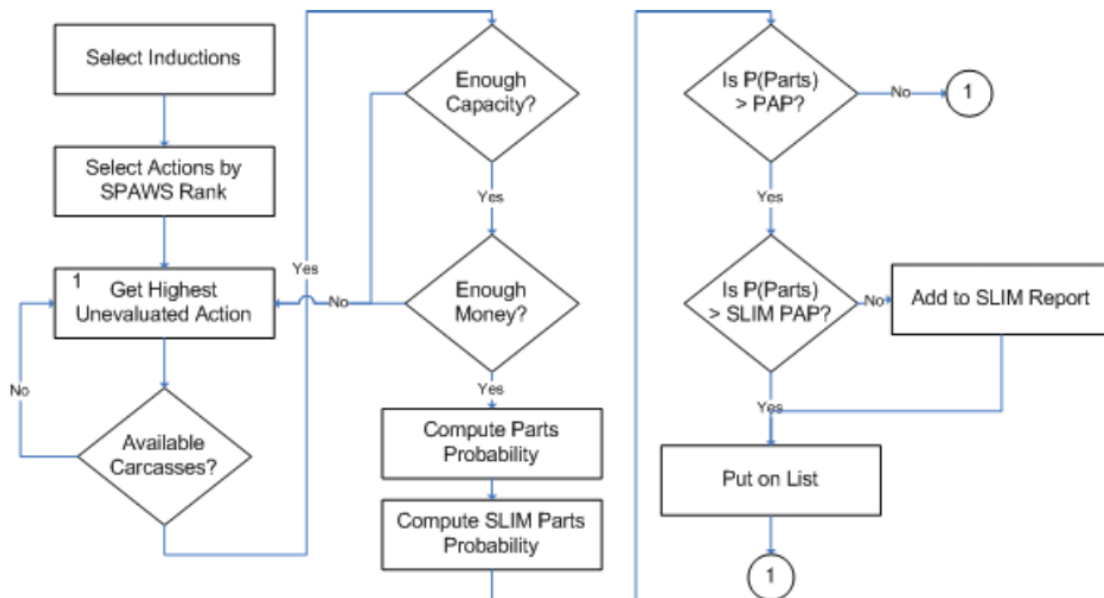 Select Inductions
Select Actions by
SPAWS Rank
1
Get Highest
Unevaluated Action
No
Available
Carcasses?
Yes
Enough
Capacity?
Yes
No
Enough
Money?
Yes
Compute Parts
Probability
Compute SLIM Parts
Probability
Is P(Parts)
> PAP?
No
1
Yes
Is P(Parts)
> SLIM PAP?
No
Add to SLIM Report
Yes
Put on List
1